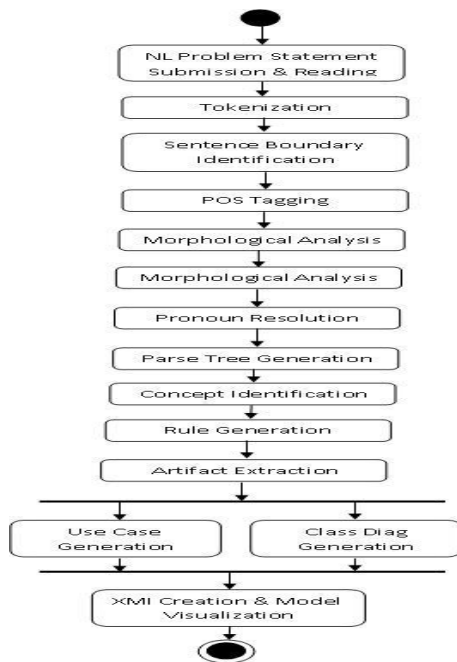 NL Problem Statement
Submission & Reading
Tokenization
Sentence Boundary
Identification
POS Tagging
Morphological Analysis
Morphological Analysis
Pronoun Resolution
Parse Tree Generation
Concept Identification
Rule Generation
Artifact Extraction
Use Case
Generation
Class Diag
Generation
XMI Creation & Model
Visualization